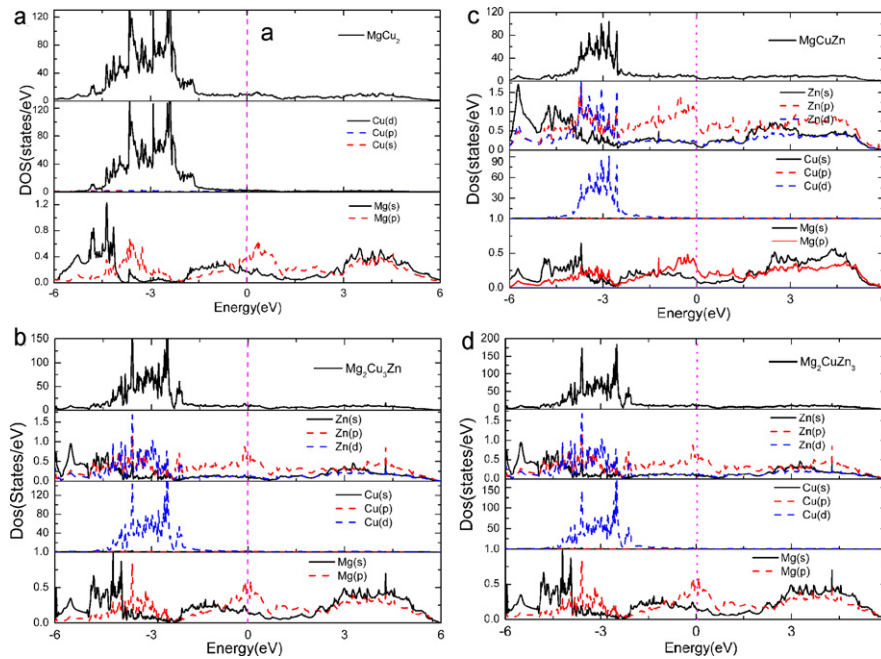 a
120
80
40
0
a
MgCu2
DOS(states/eV)
120
80
40
0
Cu(d)
Cu(p)
Cu(s)
1.2
0.6
0.0
Mg(s)
Mg(p)
-6 -3 0 3 6
Energy(eV)
c
120
80
40
0
MgCuZn
Dos(states/eV)
1.5
1.0
0.5
0.0
Zn(s)
Zn(p)
Zn(d)
90
60
30
Cu(s)
Cu(p)
Cu(d)
1.0
0.5
0.0
Mg(s)
Mg(p)
-6 -3 0 3 6
Energy(eV)
b
150
100
50
0
Mg2Cu3Zn
Dos(States/eV)
1.5
1.0
0.5
0.0
Zn(s)
Zn(p)
Zn(d)
120
80
40
Cu(s)
Cu(p)
Cu(d)
1.0
0.5
0.0
Mg(s)
Mg(p)
-6 -3 0 3 6
Energy(eV)
d
200
150
100
50
0
Mg2CuZn3
Dos(states/eV)
1.5
1.0
0.5
0.0
Zn(s)
Zn(p)
Zn(d)
150
100
50
Cu(s)
Cu(p)
Cu(d)
1.0
0.5
0.0
Mg(s)
Mg(p)
-6 -3 0 3 6
Energy(eV)